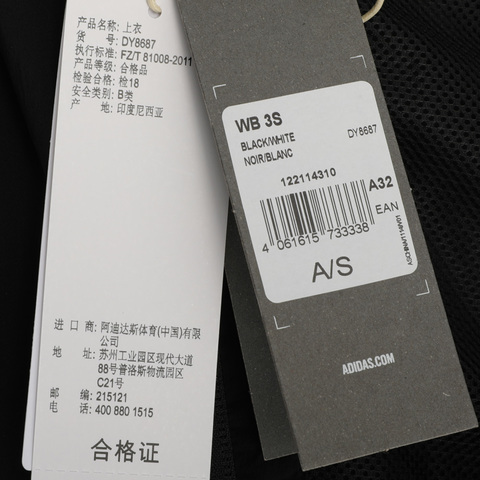 产品名称: 上衣
货 号: DY8687
执行标准: FZ/T 81008-2011
产品等级: 合格品
检验合格: 检18
安全类别: B类
产 地: 印度尼西亚
进 口 商: 阿迪达斯体育(中国)有限
公司
地 址: 苏州工业园区现代大道
88号普洛斯物流园区
C21号
邮 编: 215121
电 话: 400 880 1515
合格证
WB 3S
BLACK/WHITE
DY8687
NOIR/BLANC
122114310
A32
EAN
4 061615 733338
A/S
ADIDAS.COM